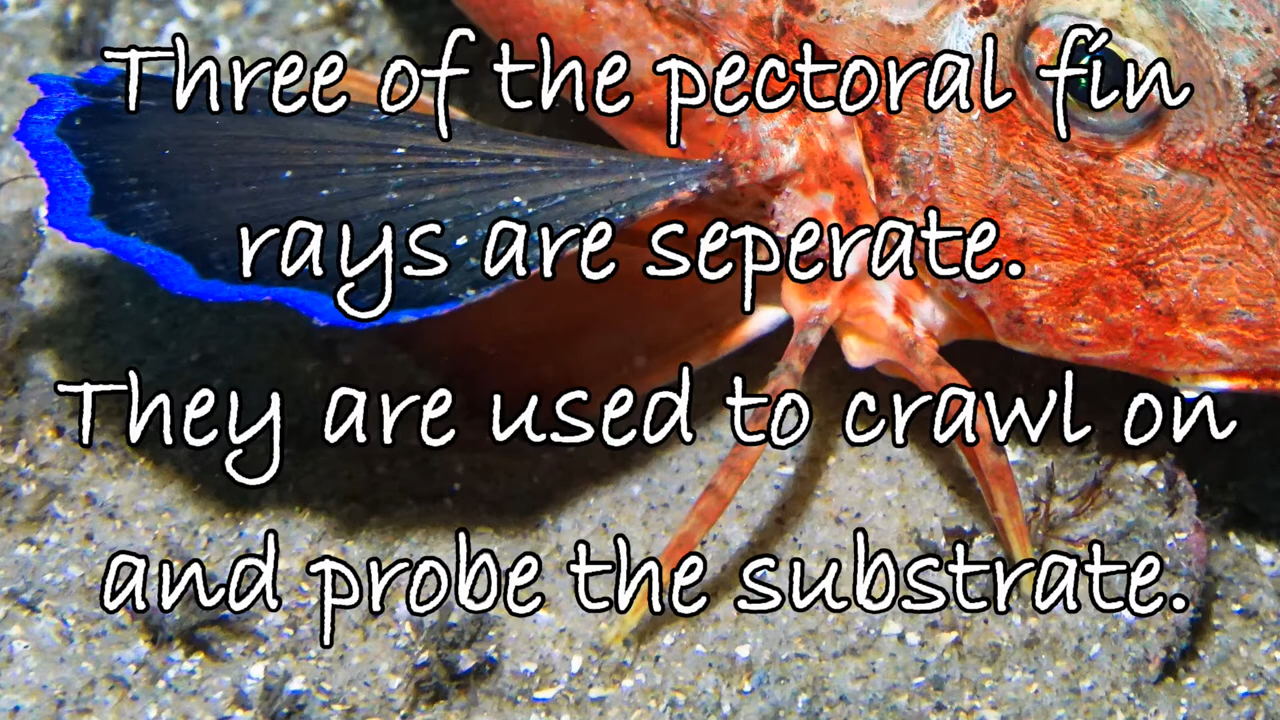 Three of the pectoral fin
rays are seperate.
They are used to crawl on
and probe the substrate.